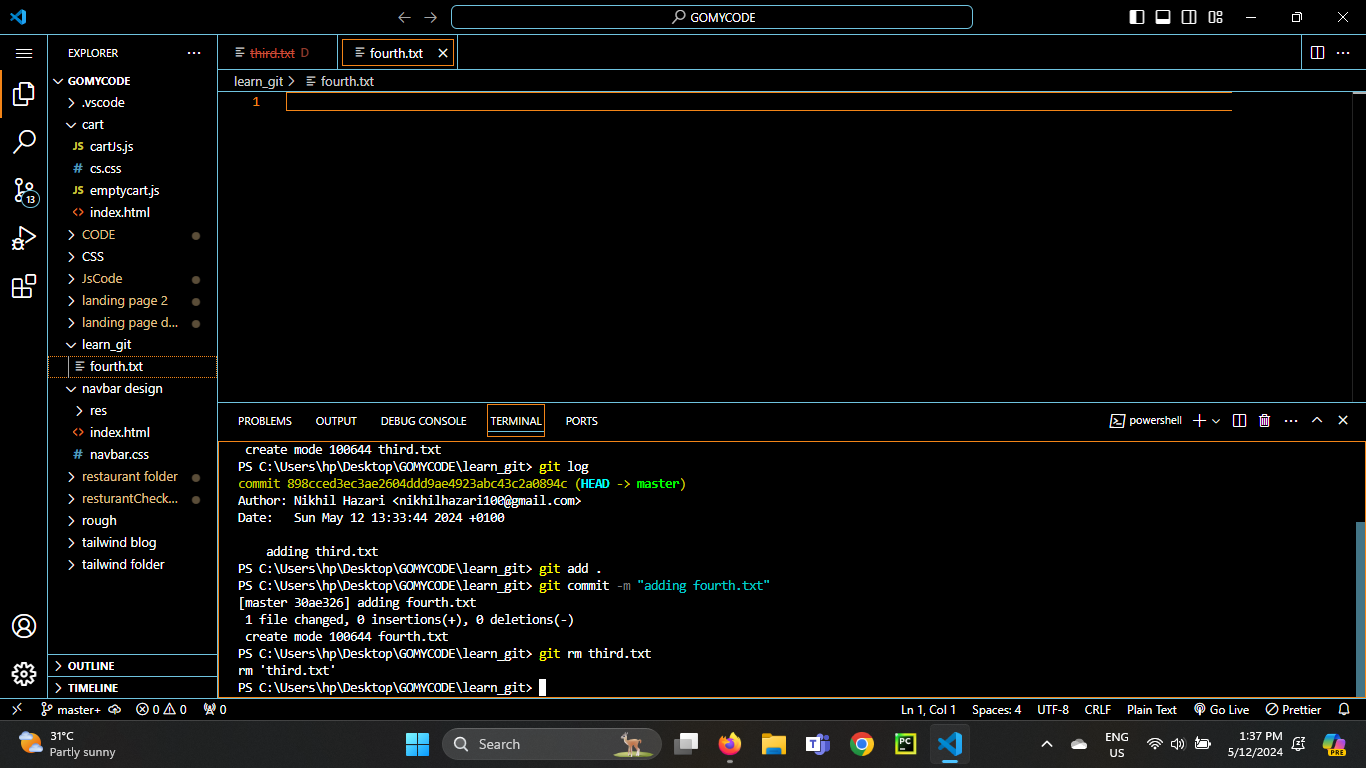 GOMYCODE
EXPLORER
GOMYCODE
.vscode
cart
JS cartJs.js
# cs.css
JS emptycart.js
<> index.html
CODE
CSS
JsCode
landing page 2
landing page d...
learn_git
fourth.txt
navbar design
res
<> index.html
# navbar.css
restaurant folder
resturantCheck...
rough
tailwind blog
tailwind folder
OUTLINE
TIMELINE
13
third.txt D
fourth.txt
learn_git > fourth.txt
1
PROBLEMS OUTPUT DEBUG CONSOLE TERMINAL PORTS
powershell
create mode 100644 third.txt
PS C:\Users\hp\Desktop\GOMYCODE\learn_git> git log
commit 898cced3ec3ae2604ddd9ae4923abc43c2a0894c (HEAD -> master)
Author: Nikhil Hazari <nikhilhazari100@gmail.com>
Date:   Sun May 12 13:33:44 2024 +0100
adding third.txt
PS C:\Users\hp\Desktop\GOMYCODE\learn_git> git add .
PS C:\Users\hp\Desktop\GOMYCODE\learn_git> git commit -m "adding fourth.txt"
[master 30ae326] adding fourth.txt
1 file changed, 0 insertions(+), 0 deletions(-)
create mode 100644 fourth.txt
PS C:\Users\hp\Desktop\GOMYCODE\learn_git> git rm third.txt
rm 'third.txt'
PS C:\Users\hp\Desktop\GOMYCODE\learn_git>
master+ 0 0 0
Ln 1, Col 1 Spaces: 4 UTF-8 CRLF Plain Text Go Live Prettier
31°C
Partly sunny
Search
PC
PRE
ENG
US
1:37 PM
5/12/2024